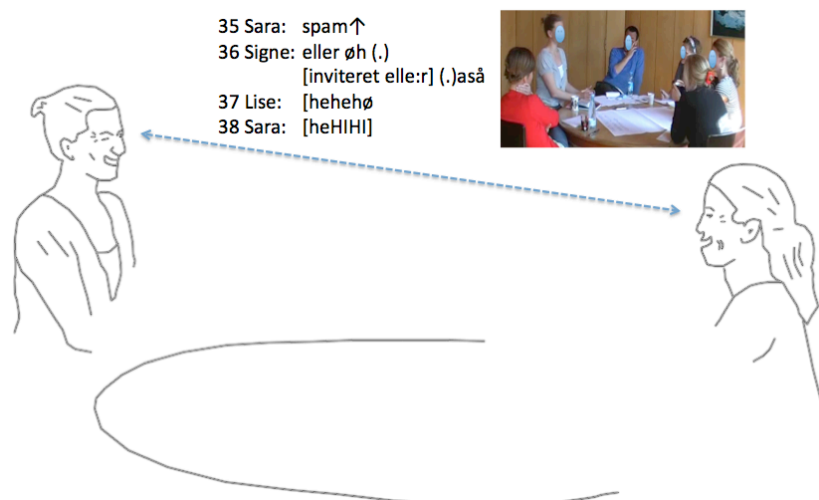 35 Sara: spam↑
36 Signe: eller øh (.)
[inviteret elle:r] (.)aså
37 Lise: [hehehø
38 Sara: [heHIHI]